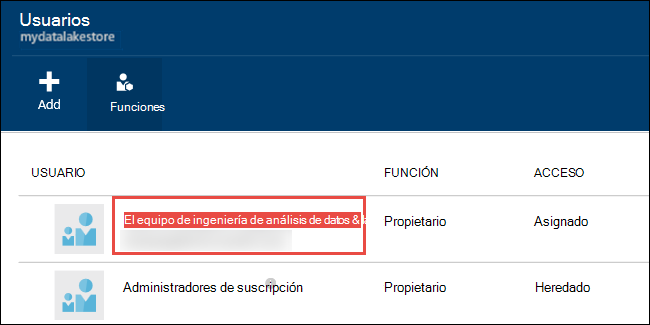 Usuarios
mydatalakestore
Add
Funciones
USUARIO FUNCIÓN ACCESO
El equipo de ingeniería de análisis de datos & Propietario Asignado
Administradores de suscripción Propietario Heredado